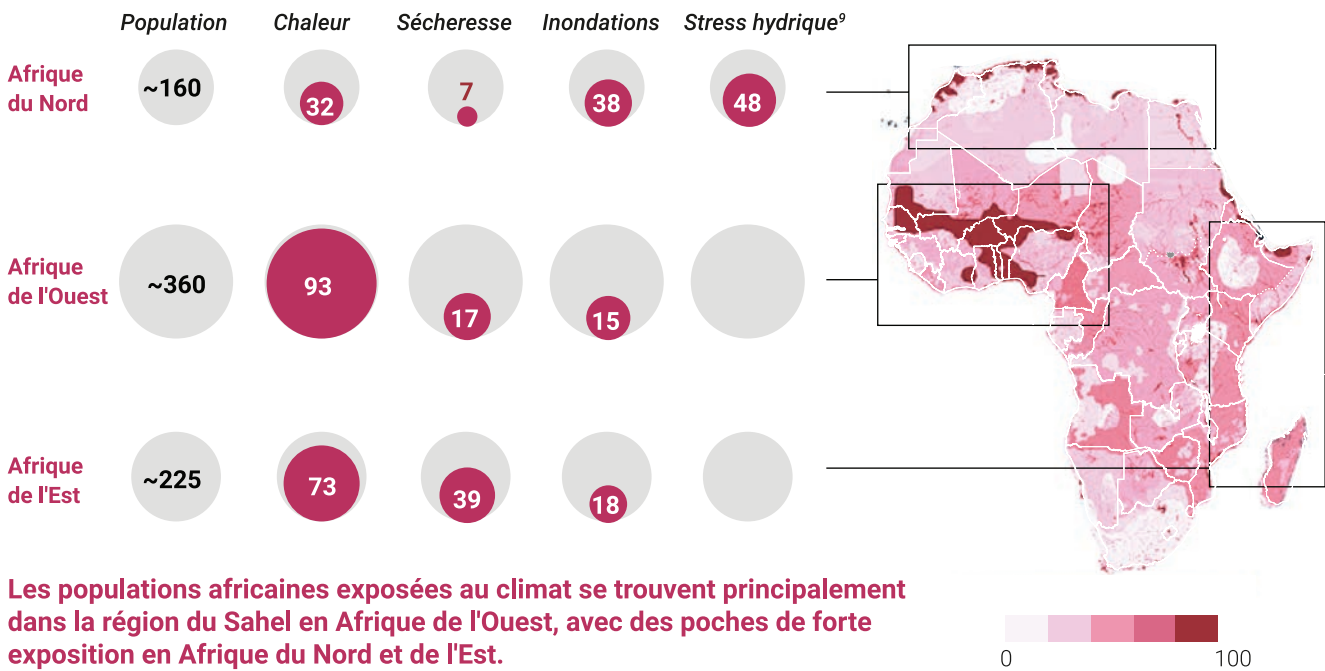 Population Chaleur Sécheresse Inondations Stress hydrique⁹
Afrique
du Nord
~160 32 7 38 48
Afrique
de l'Ouest
~360 93 17 15
Afrique
de l'Est
~225 73 39 18
Les populations africaines exposées au climat se trouvent principalement
dans la région du Sahel en Afrique de l'Ouest, avec des poches de forte
exposition en Afrique du Nord et de l'Est.
0 100